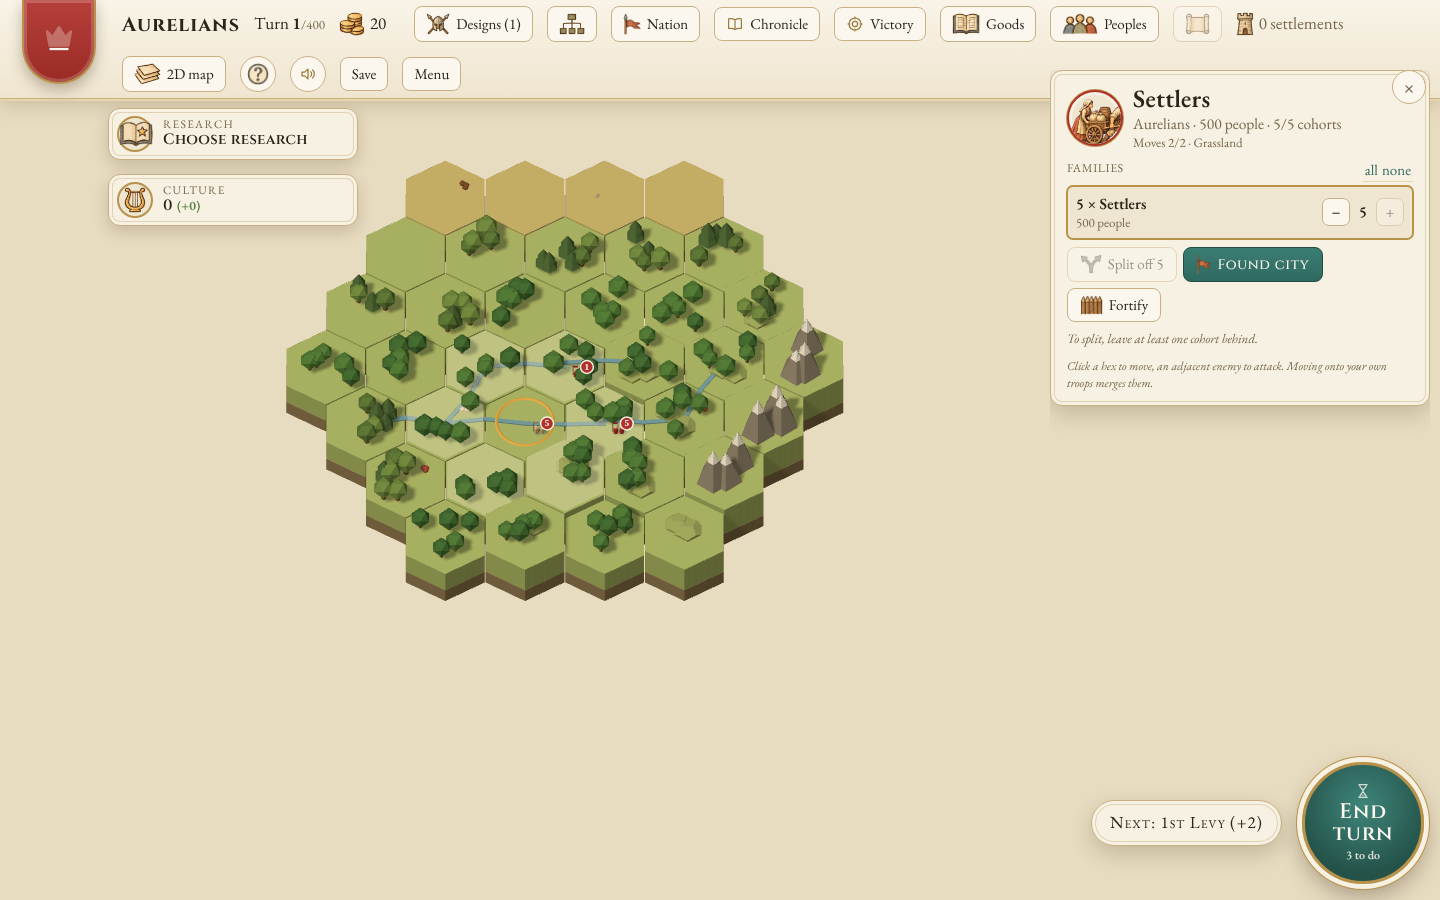 Aurelians
Turn 1/400
20
Designs (1)
Nation
Chronicle
Victory
Goods
Peoples
0 settlements
2D map
?
Save
Menu
Research
Choose research
Culture
0 (+0)
1
5
5
Settlers
×
Aurelians · 500 people · 5/5 cohorts
Moves 2/2 · Grassland
Families
all none
5 × Settlers
500 people
− 5 +
Split off 5
Found city
Fortify
To split, leave at least one cohort behind.
Click a hex to move, an adjacent enemy to attack. Moving onto your own
troops merges them.
Next: 1st Levy (+2)
End
turn
3 to do